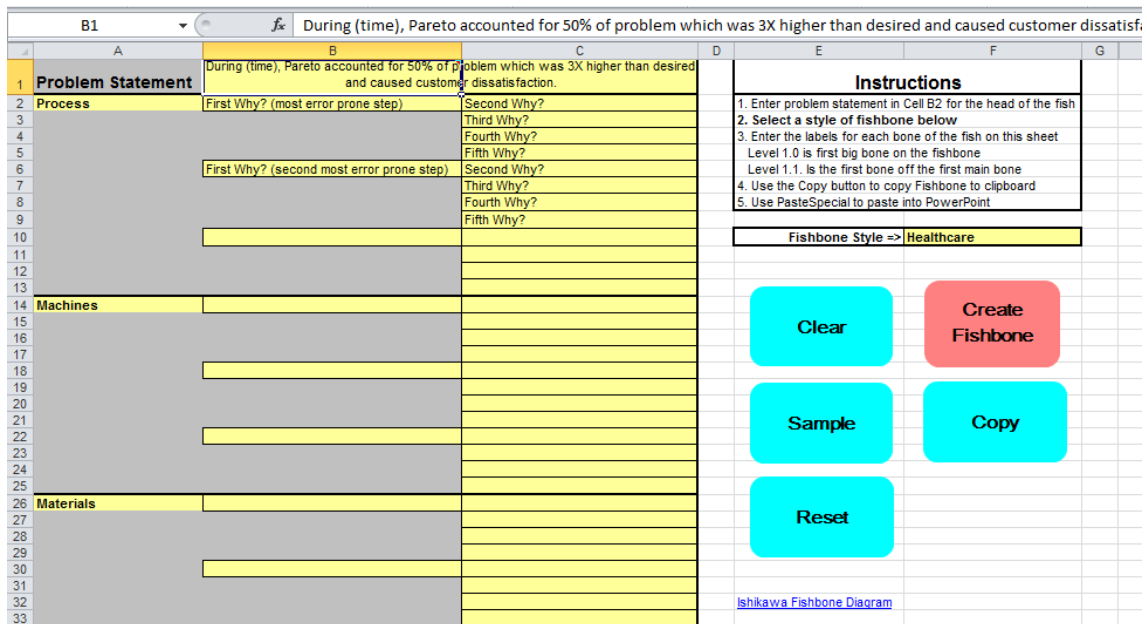 B1
fx During (time), Pareto accounted for 50% of problem which was 3X higher than desired and caused customer
A B C D E F G
1 Problem Statement During (time), Pareto accounted for 50% of problem which was 3X higher than desired
and caused customer dissatisfaction.
Instructions
2 Process First Why? (most error prone step) Second Why? 1. Enter problem statement in Cell B2 for the head of the fish
3 Third Why? 2. Select a style of fishbone below
4 Fourth Why? 3. Enter the labels for each bone of the fish on this sheet
5 Fifth Why? Level 1.0 is first big bone on the fishbone
6 First Why? (second most error prone step) Second Why? Level 1.1. Is the first bone off the first main bone
7 Third Why? 4. Use the Copy button to copy Fishbone to clipboard
8 Fourth Why? 5. Use PasteSpecial to paste into PowerPoint
9 Fifth Why?
10 Fishbone Style => Healthcare
11
12
13
14 Machines
15 Create
16 Clear Fishbone
17
18
19
20
21 Sample Copy
22
23
24
25
26 Materials
27 Reset
28
29
30
31
32 Ishikawa Fishbone Diagram
33